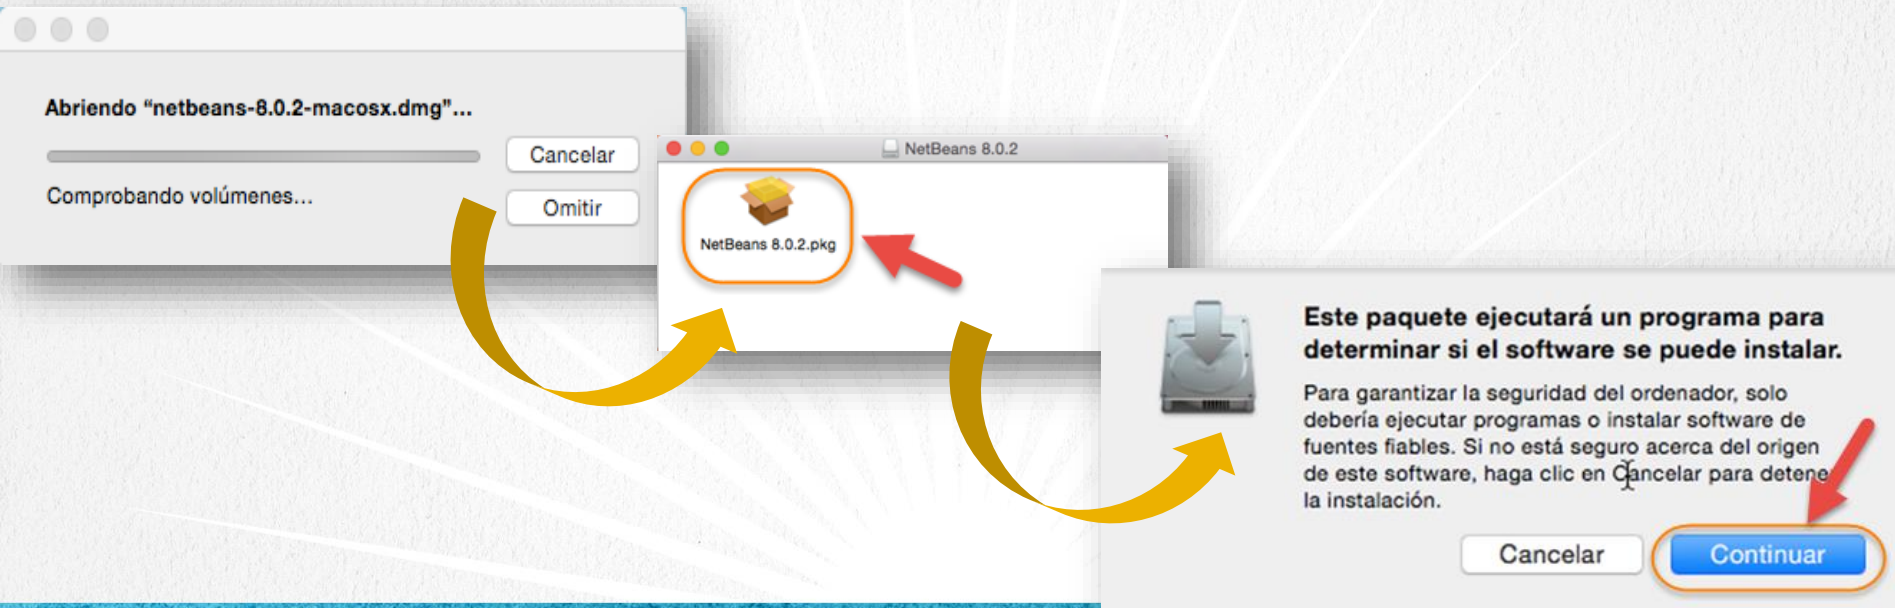 Abriendo “netbeans-8.0.2-macosx.dmg”...
Cancelar
Comprobando volúmenes...
Omitir
NetBeans 8.0.2
NetBeans 8.0.2.pkg
Este paquete ejecutará un programa para
determinar si el software se puede instalar.
Para garantizar la seguridad del ordenador, solo
debería ejecutar programas o instalar software de
fuentes fiables. Si no está seguro acerca del origen
de este software, haga clic en Cancelar para detene
la instalación.
Cancelar
Continuar